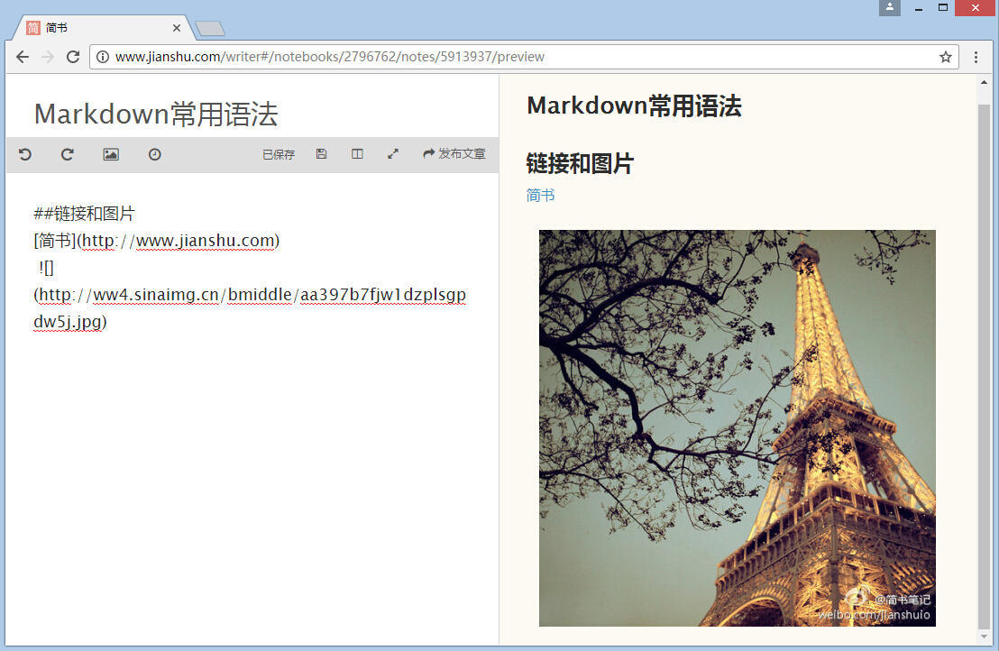 简 简书
www.jianshu.com/writer#/notebooks/2796762/notes/5913937/preview
Markdown常用语法
已保存 发布文章
##链接和图片
[简书](http://www.jianshu.com)
![]
(http://ww4.sinaimg.cn/bmiddle/aa397b7fjw1dzplsgp
dw5j.jpg)
Markdown常用语法
链接和图片
简书
@简书笔记
weibo.com/jianshuio